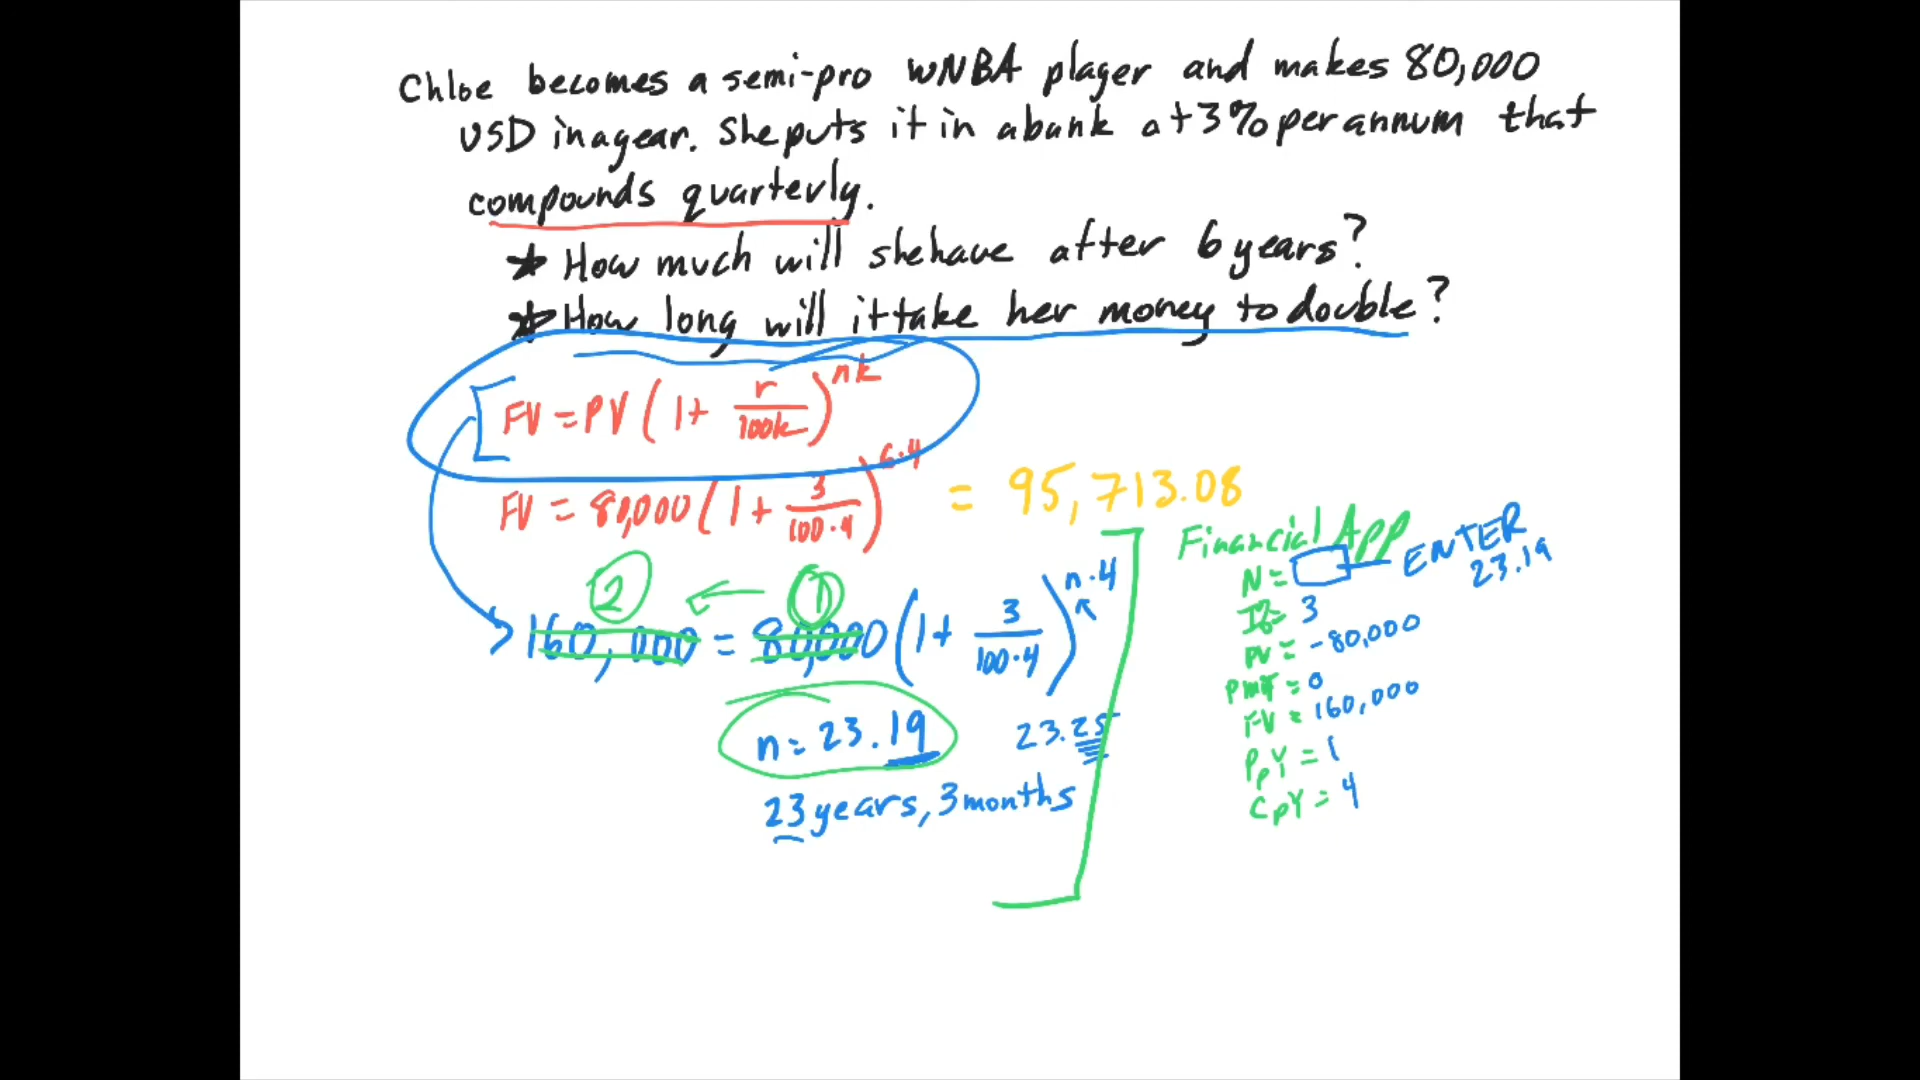 Chloe becomes a semi-pro WNBA player and makes 80,000
USD in a year. She puts it in a bank at 3% per annum that
compounds quarterly.
* How much will she have after 6 years?
* How long will it take her money to double?
FV = PV (1 + r/100k)^nk
FV = 80,000 (1 + 3/100·4)^6·4 = 95,713.08
2 ← 1
160,000 = 80,000 (1 + 3/100·4)^n·4
n = 23.19 23.25
23 years, 3 months
Financial App
N = ENTER
23.19
I% = 3
PV = -80,000
PMT = 0
FV = 160,000
PpY = 1
CpY = 4